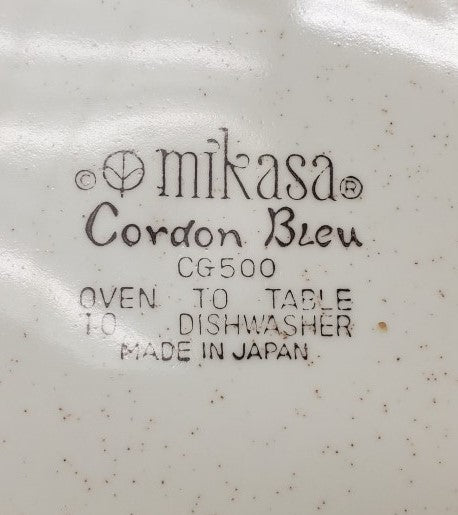 © mikasa®
Cordon Bleu
CG500
OVEN TO TABLE
TO DISHWASHER
MADE IN JAPAN